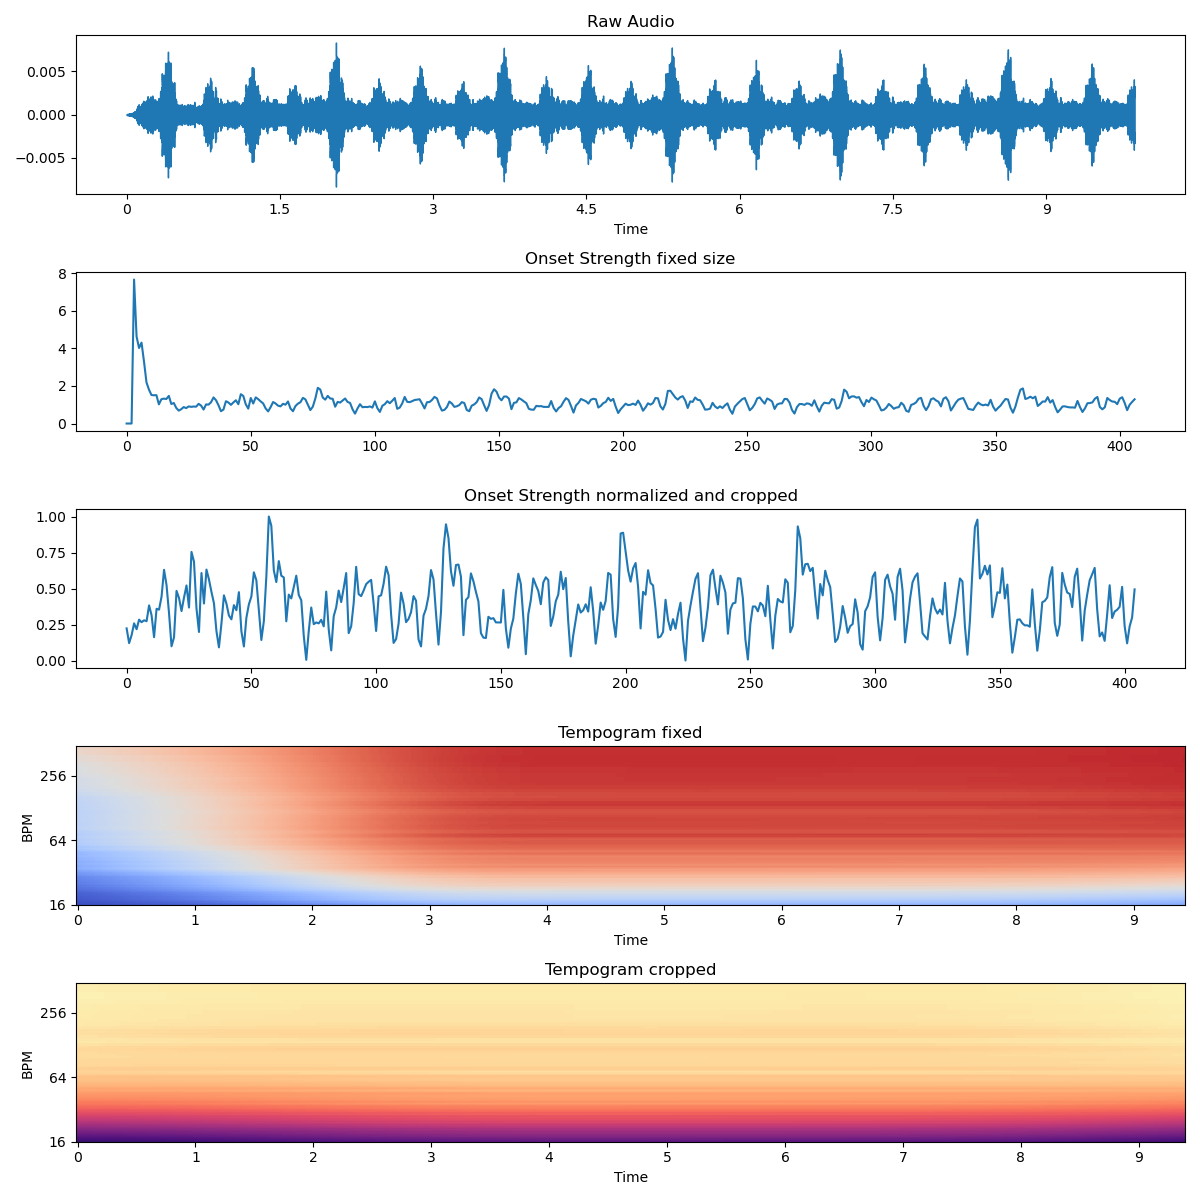 Raw Audio
0.005
0.000
−0.005
0 1.5 3 4.5 6 7.5 9
Time
Onset Strength fixed size
8
6
4
2
0
0 50 100 150 200 250 300 350 400
Onset Strength normalized and cropped
1.00
0.75
0.50
0.25
0.00
0 50 100 150 200 250 300 350 400
Tempogram fixed
256
BPM
64
16
0 1 2 3 4 5 6 7 8 9
Time
Tempogram cropped
256
BPM
64
16
0 1 2 3 4 5 6 7 8 9
Time